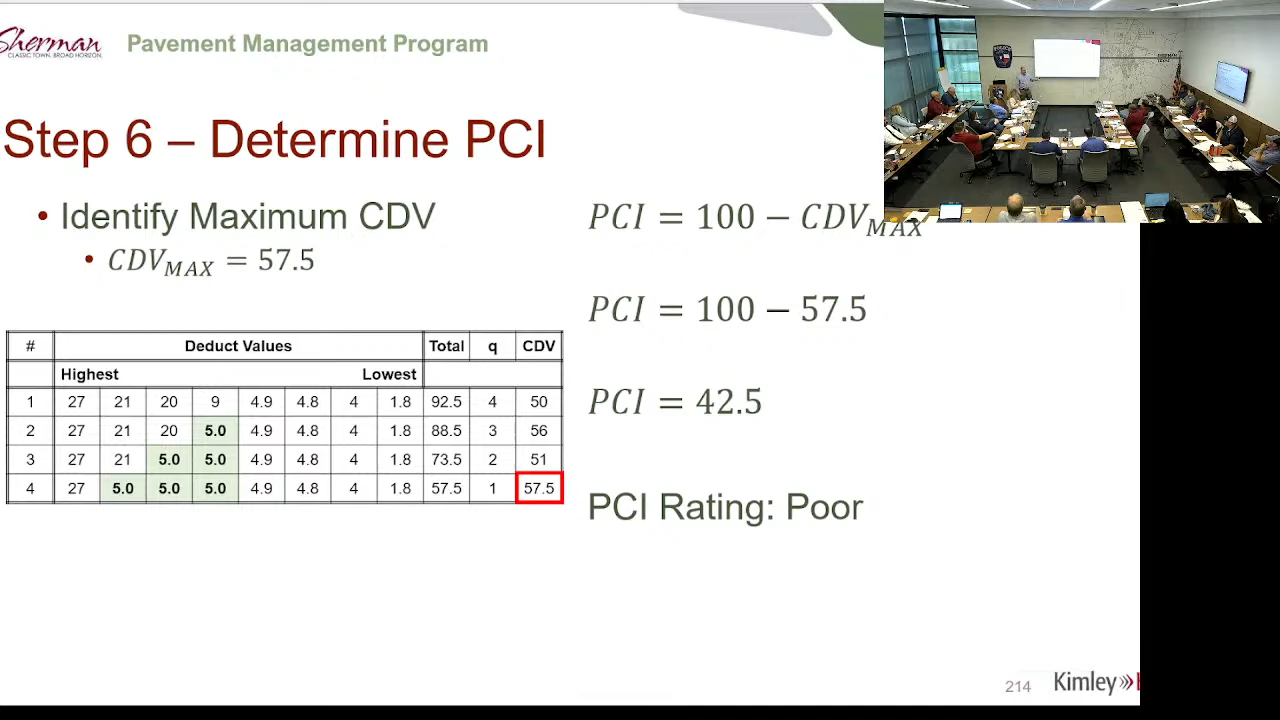 Sherman
CLASSIC TOWN. BROAD HORIZON.
Pavement Management Program
Step 6 – Determine PCI
• Identify Maximum CDV
• CDV_MAX = 57.5
PCI = 100 − CDV_MAX
PCI = 100 − 57.5
PCI = 42.5
PCI Rating: Poor
# Deduct Values Total q CDV
Highest Lowest
1 27 21 20 9 4.9 4.8 4 1.8 92.5 4 50
2 27 21 20 5.0 4.9 4.8 4 1.8 88.5 3 56
3 27 21 5.0 5.0 4.9 4.8 4 1.8 73.5 2 51
4 27 5.0 5.0 5.0 4.9 4.8 4 1.8 57.5 1 57.5
214
Kimley»